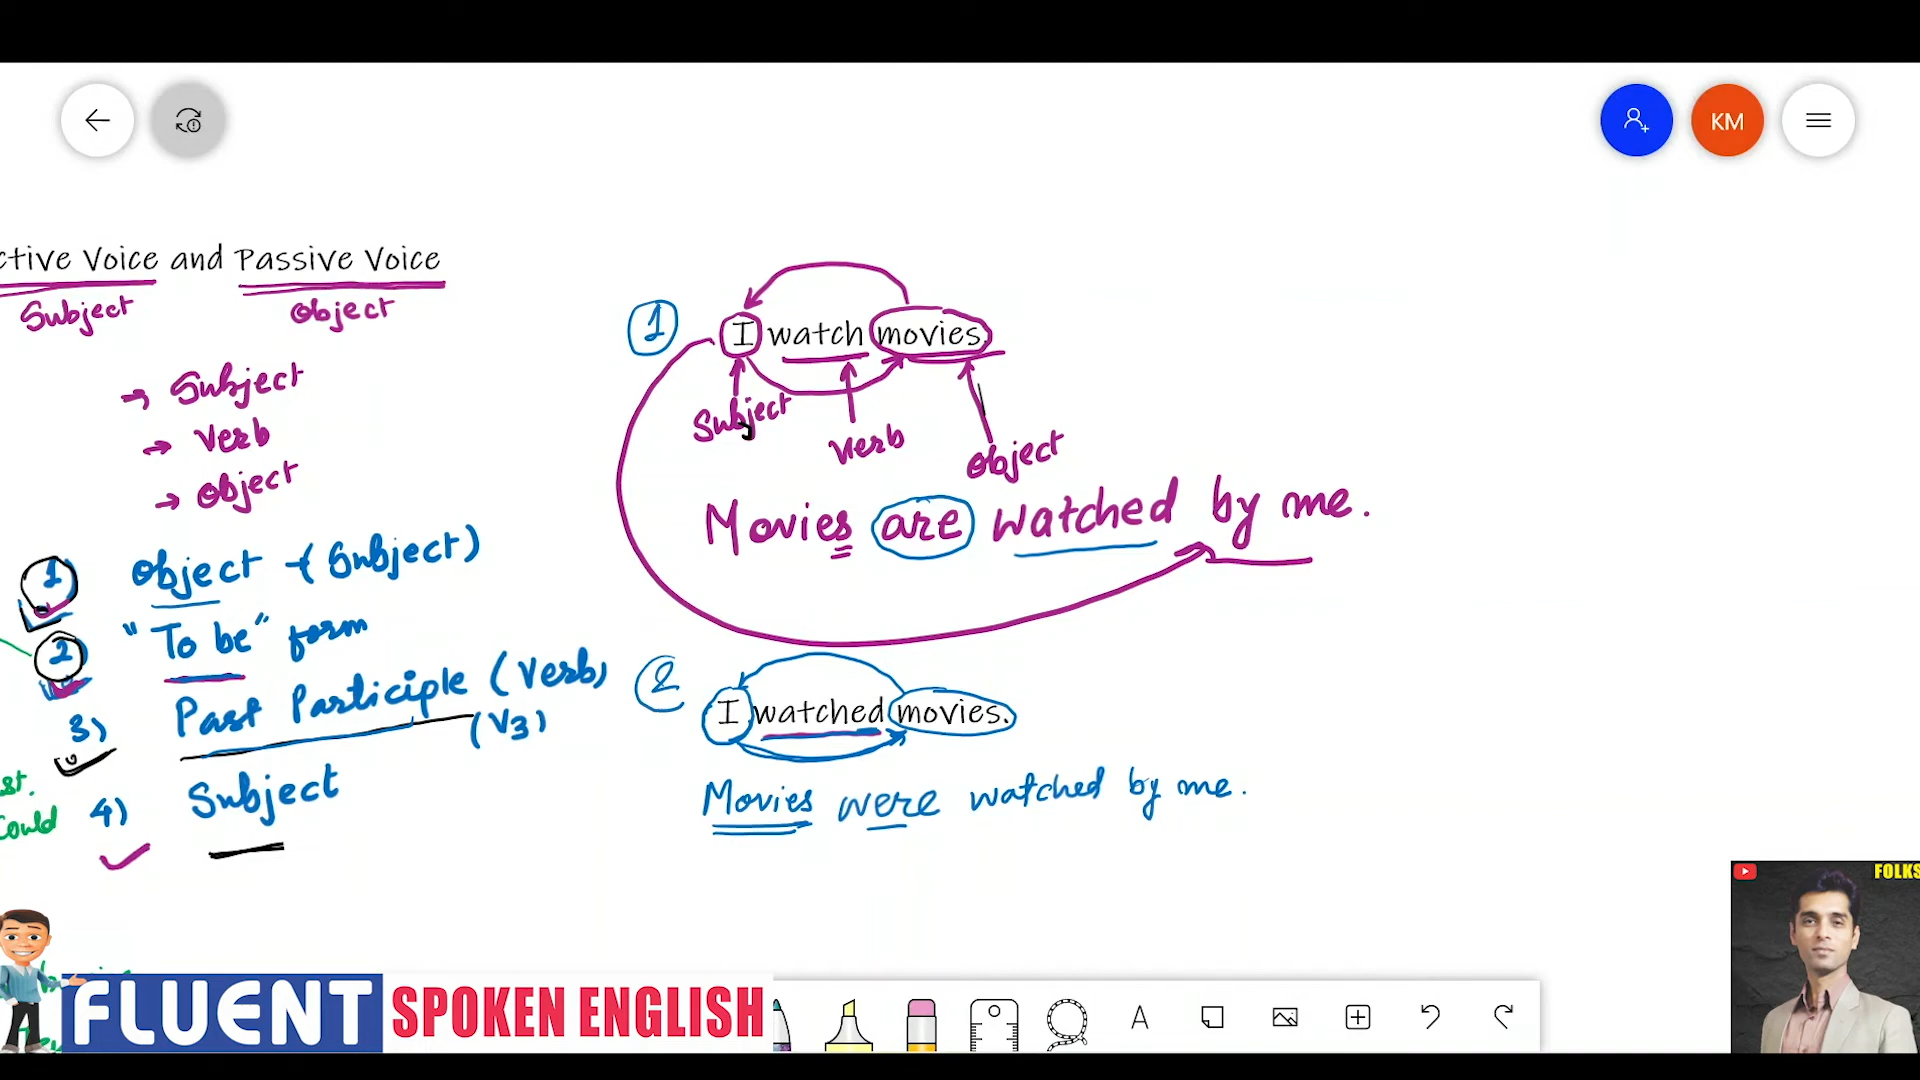 KM
ctive Voice and Passive Voice
Subject
Object
→ Subject
→ Verb
→ Object
1) Object - (Subject)
2) "To be" form
3) Past Participle (Verb)
(V3)
4) Subject
st.
Could
1
I watch movies.
Subject
Verb
Object
Movies are watched by me.
2
I watched movies.
Movies were watched by me.
FLUENT SPOKEN ENGLISH
FOLKS
A